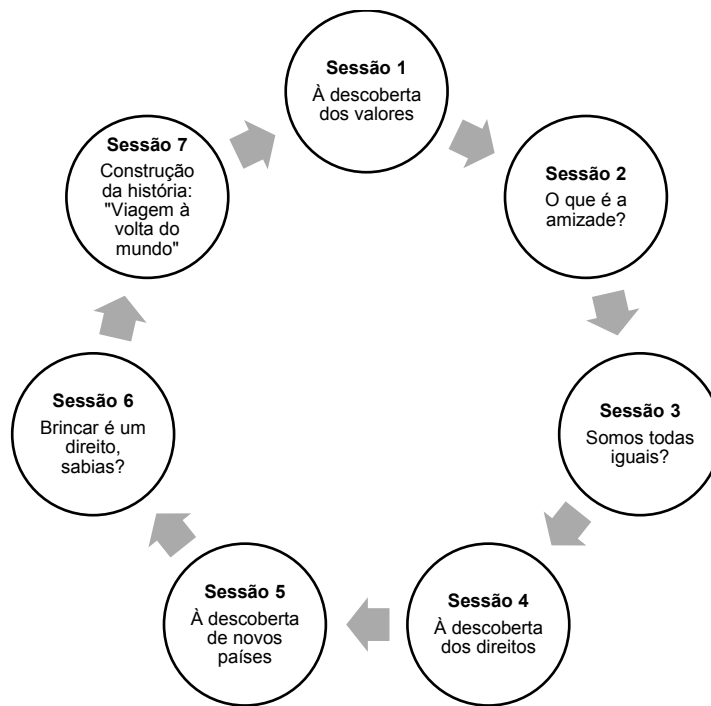 Sessão 1
À descoberta
dos valores
Sessão 2
O que é a
amizade?
Sessão 3
Somos todas
iguais?
Sessão 4
À descoberta
dos direitos
Sessão 5
À descoberta
de novos
países
Sessão 6
Brincar é um
direito,
sabias?
Sessão 7
Construção
da história:
"Viagem à
volta do
mundo"